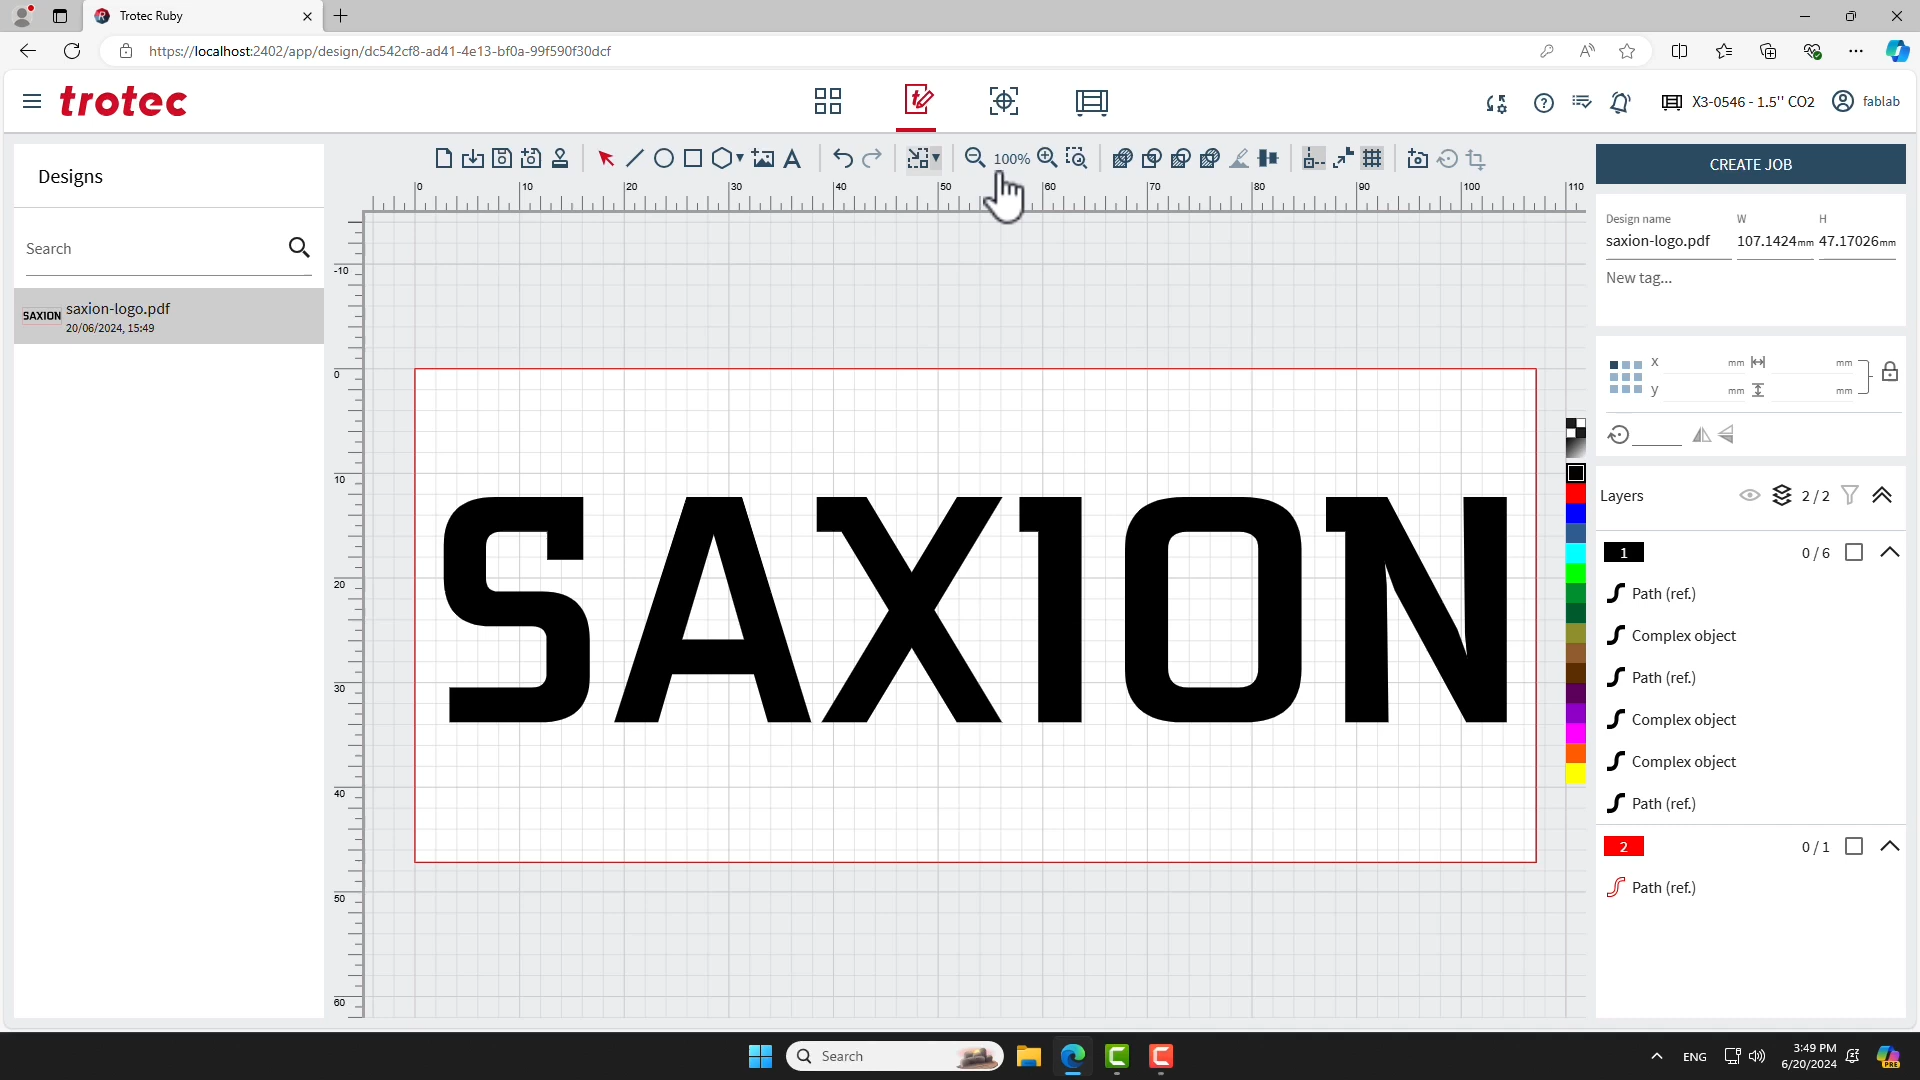 Trotec Ruby
https://localhost:2402/app/design/dc542cf8-ad41-4e13-bf0a-99f590f30dcf
trotec
X3-0546 - 1.5'' CO2
fablab
Designs
100%
CREATE JOB
0 10 20 30 40 50 60 70 80 90 100 110
Search
saxion-logo.pdf
20/06/2024, 15:49
SAXION
-10
0
10
20
30
40
50
60
SAXION
Design name W H
saxion-logo.pdf 107.1424mm 47.17026mm
New tag...
x mm mm
y mm mm
Layers 2 / 2
1 0 / 6
Path (ref.)
Complex object
Path (ref.)
Complex object
Complex object
Path (ref.)
2 0 / 1
Path (ref.)
Search
ENG
3:49 PM
6/20/2024
PRE